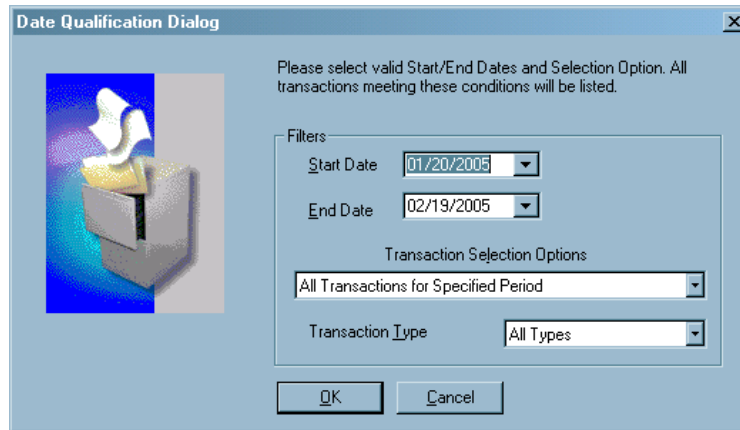 Date Qualification Dialog
Please select valid Start/End Dates and Selection Option. All
transactions meeting these conditions will be listed.
Filters
Start Date 01/20/2005
End Date 02/19/2005
Transaction Selection Options
All Transactions for Specified Period
Transaction Type All Types
OK Cancel